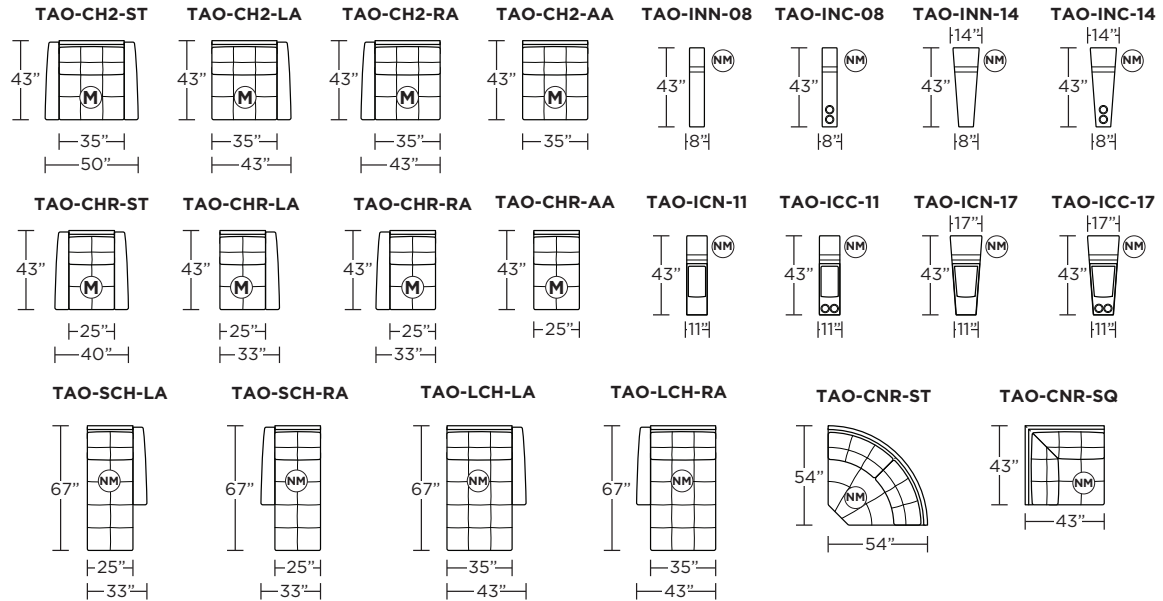 TAO-CH2-ST
43”
M
35”
50”
TAO-CH2-LA
43”
M
35”
43”
TAO-CH2-RA
43”
M
35”
43”
TAO-CH2-AA
43”
M
35”
TAO-INN-08
NM
43”
8”
TAO-INC-08
NM
43”
8”
TAO-INN-14
14”
NM
43”
8”
TAO-INC-14
14”
NM
43”
8”
TAO-CHR-ST
43”
M
25”
40”
TAO-CHR-LA
43”
M
25”
33”
TAO-CHR-RA
43”
M
25”
33”
TAO-CHR-AA
43”
M
25”
TAO-ICN-11
NM
43”
11”
TAO-ICC-11
NM
43”
11”
TAO-ICN-17
17”
NM
43”
11”
TAO-ICC-17
17”
NM
43”
11”
TAO-SCH-LA
67”
NM
25”
33”
TAO-SCH-RA
67”
NM
25”
33”
TAO-LCH-LA
67”
NM
35”
43”
TAO-LCH-RA
67”
NM
35”
43”
TAO-CNR-ST
54”
NM
54”
TAO-CNR-SQ
43”
NM
43”